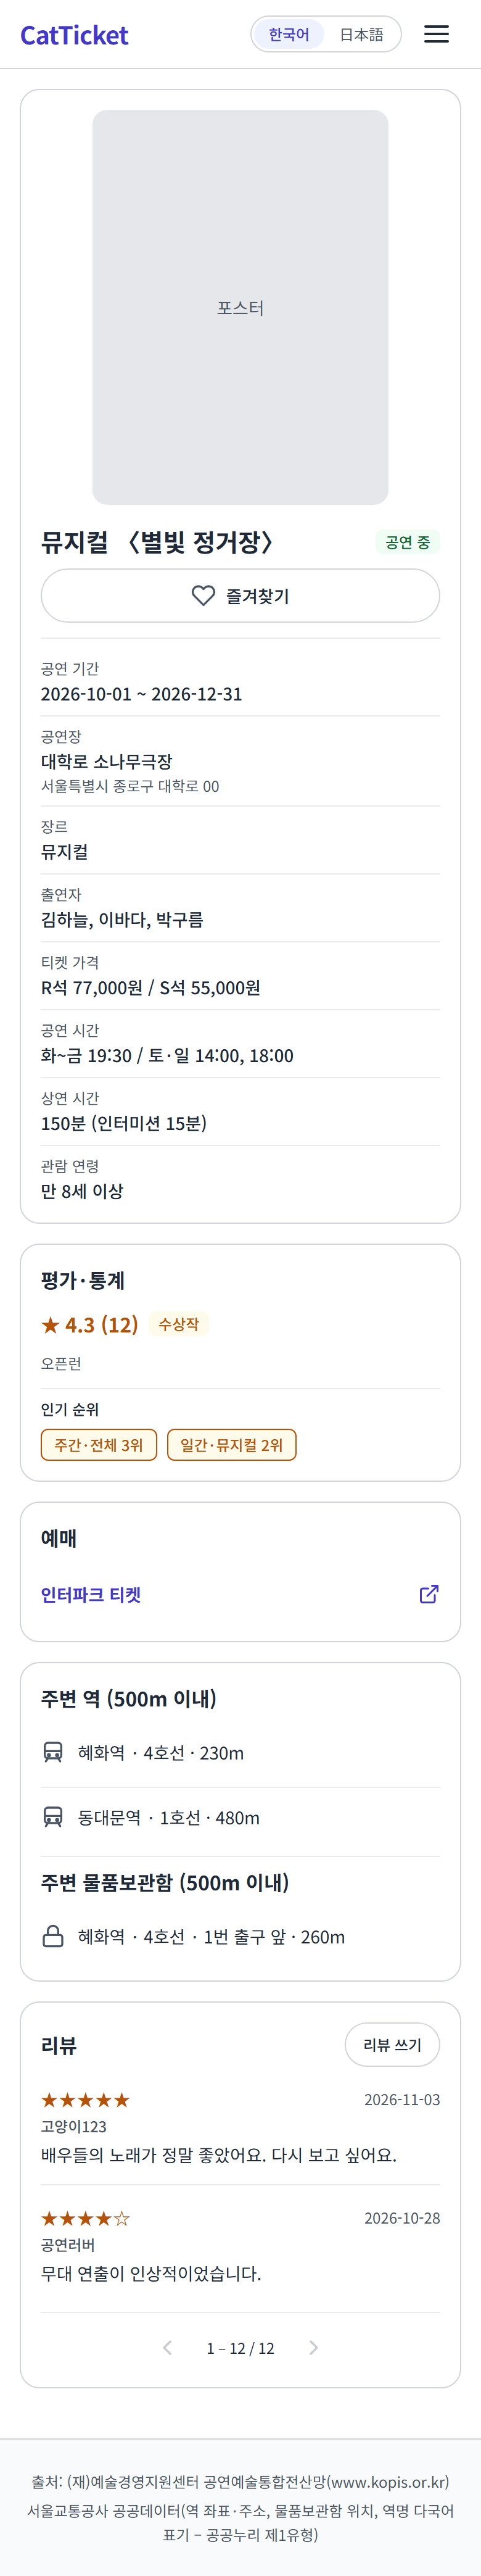 CatTicket
한국어
日本語
포스터
뮤지컬 〈별빛 정거장〉
공연 중
즐겨찾기
공연 기간
2026-10-01 ~ 2026-12-31
공연장
대학로 소나무극장
서울특별시 종로구 대학로 00
장르
뮤지컬
출연자
김하늘, 이바다, 박구름
티켓 가격
R석 77,000원 / S석 55,000원
공연 시간
화~금 19:30 / 토·일 14:00, 18:00
상연 시간
150분 (인터미션 15분)
관람 연령
만 8세 이상
평가·통계
★ 4.3 (12)
수상작
오픈런
인기 순위
주간·전체 3위
일간·뮤지컬 2위
예매
인터파크 티켓
주변 역 (500m 이내)
혜화역 · 4호선 · 230m
동대문역 · 1호선 · 480m
주변 물품보관함 (500m 이내)
혜화역 · 4호선 · 1번 출구 앞 · 260m
리뷰
리뷰 쓰기
★★★★★
2026-11-03
고양이123
배우들의 노래가 정말 좋았어요. 다시 보고 싶어요.
★★★★☆
2026-10-28
공연러버
무대 연출이 인상적이었습니다.
1 – 12 / 12
출처: (재)예술경영지원센터 공연예술통합전산망(www.kopis.or.kr)
서울교통공사 공공데이터(역 좌표·주소, 물품보관함 위치, 역명 다국어
표기 – 공공누리 제1유형)